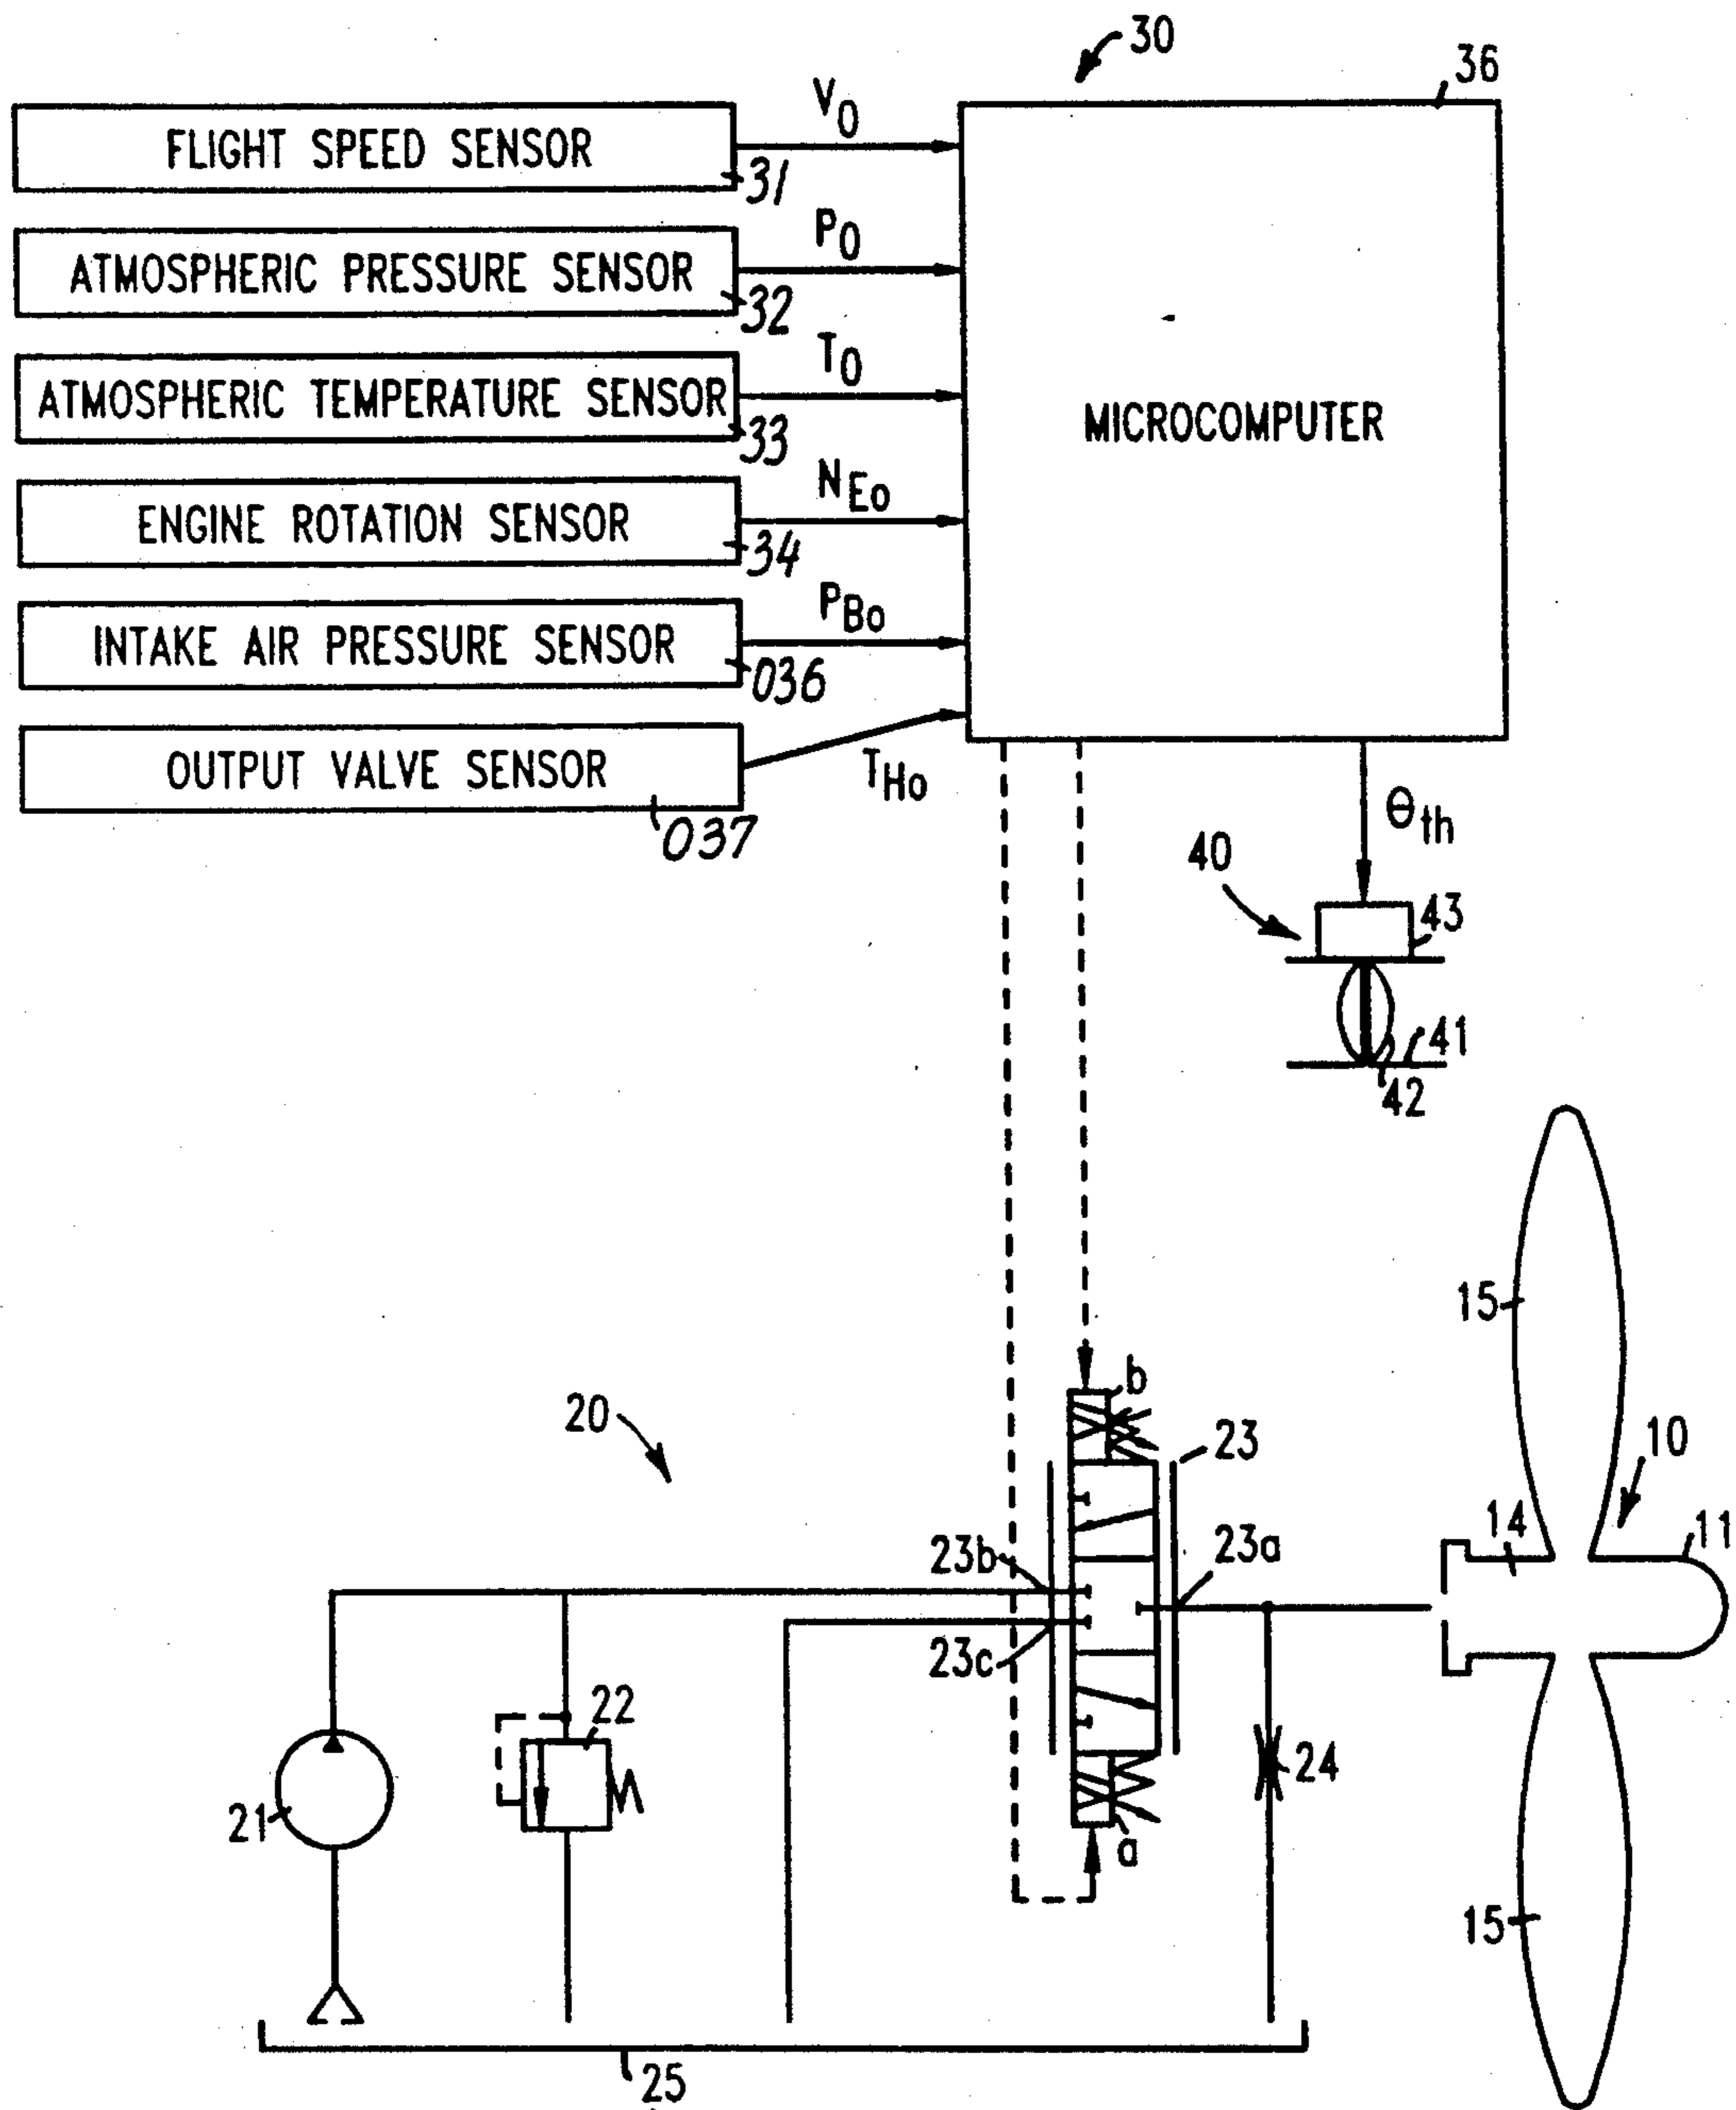 30
36
FLIGHT SPEED SENSOR
31
V0
ATMOSPHERIC PRESSURE SENSOR
32
P0
ATMOSPHERIC TEMPERATURE SENSOR
33
T0
MICROCOMPUTER
ENGINE ROTATION SENSOR
34
NEo
INTAKE AIR PRESSURE SENSOR
036
PBo
OUTPUT VALVE SENSOR
037
THo
θth
40
43
41
42
15
b
20
23
10
14
11
23b
23a
23c
22
24
21
a
15
25